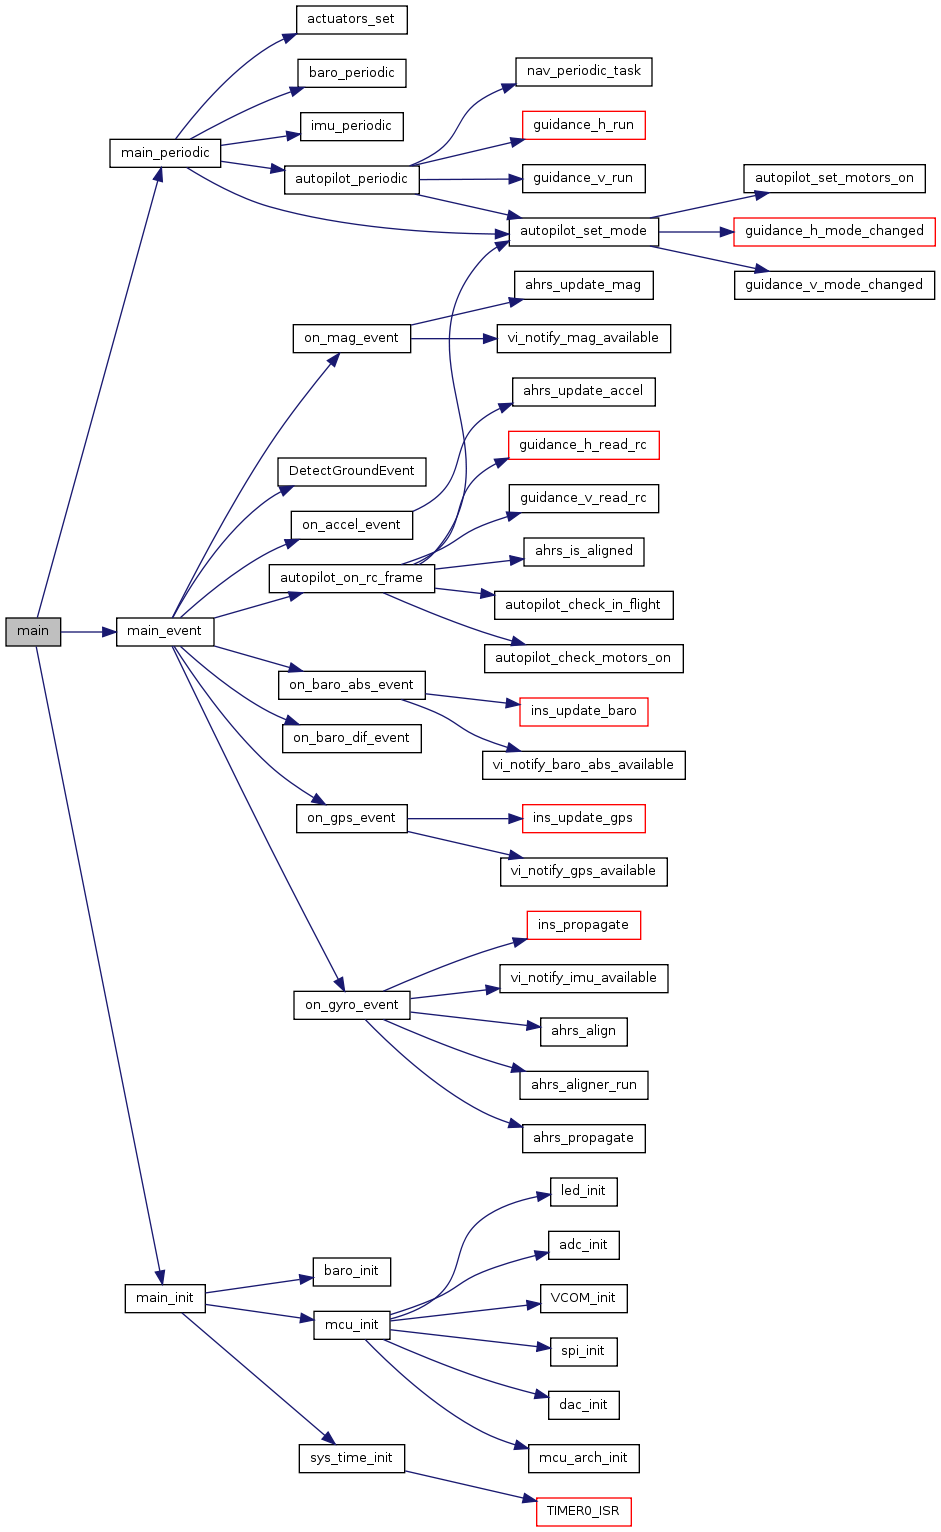 actuators_set
baro_periodic
nav_periodic_task
imu_periodic
guidance_h_run
main_periodic
autopilot_periodic
guidance_v_run
autopilot_set_motors_on
autopilot_set_mode
guidance_h_mode_changed
ahrs_update_mag
guidance_v_mode_changed
on_mag_event
vi_notify_mag_available
ahrs_update_accel
guidance_h_read_rc
DetectGroundEvent
guidance_v_read_rc
on_accel_event
ahrs_is_aligned
autopilot_on_rc_frame
autopilot_check_in_flight
main
main_event
autopilot_check_motors_on
on_baro_abs_event
ins_update_baro
on_baro_dif_event
vi_notify_baro_abs_available
on_gps_event
ins_update_gps
vi_notify_gps_available
ins_propagate
vi_notify_imu_available
on_gyro_event
ahrs_align
ahrs_aligner_run
ahrs_propagate
led_init
adc_init
baro_init
main_init
VCOM_init
mcu_init
spi_init
dac_init
sys_time_init
mcu_arch_init
TIMER0_ISR